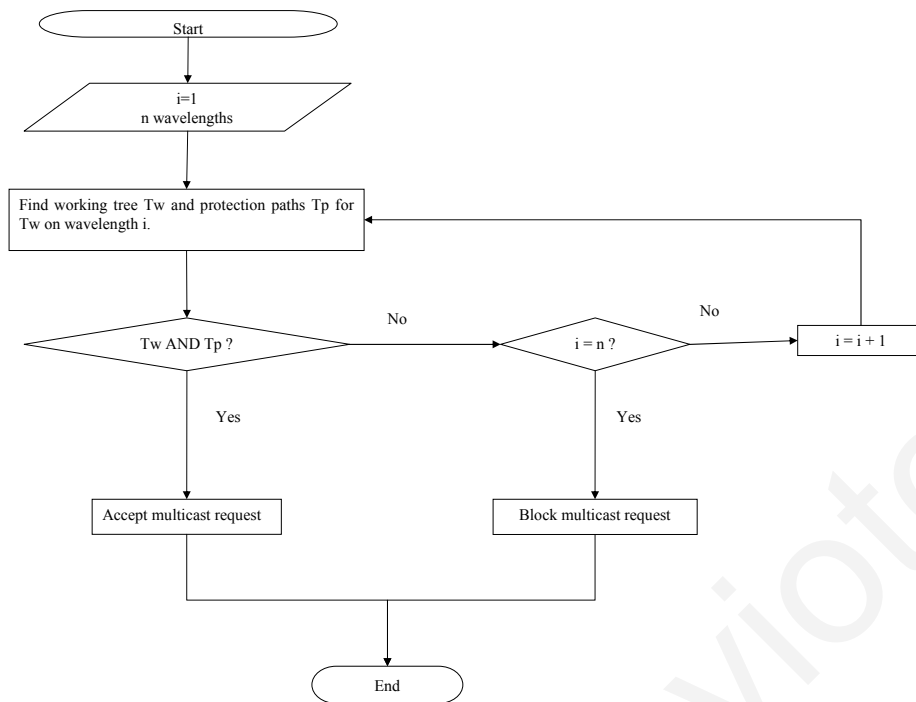 Start
i=1
n wavelengths
Find working tree Tw and protection paths Tp for
Tw on wavelength i.
Tw AND Tp ?
No
i = n ?
No
i = i + 1
Yes
Yes
Accept multicast request
Block multicast request
End